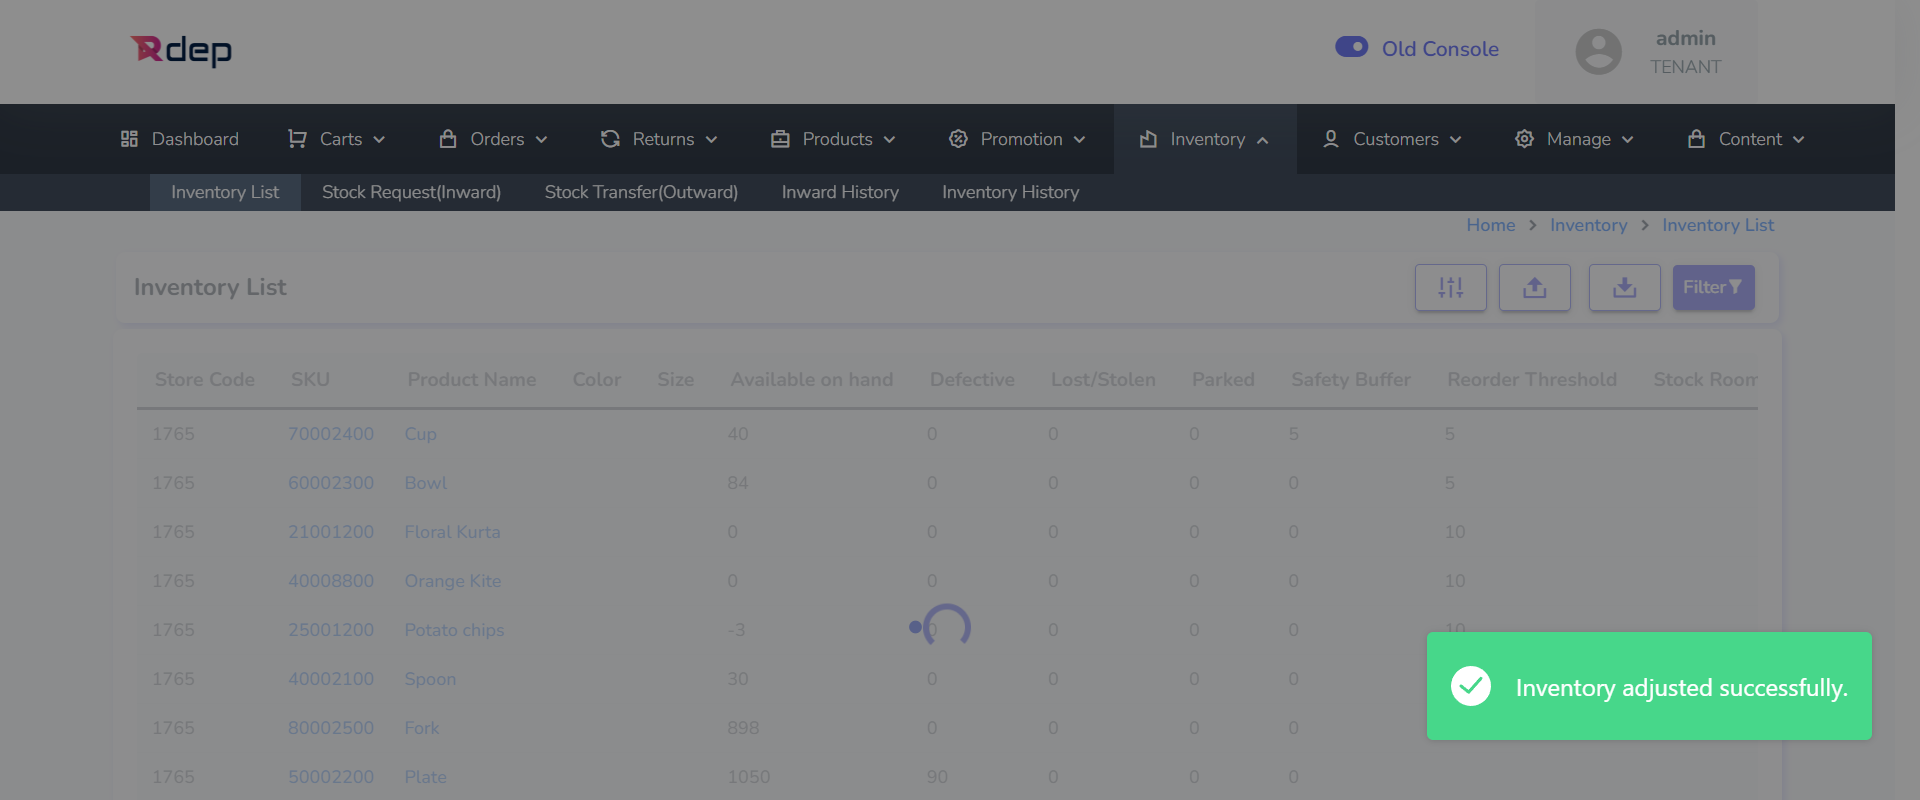 Rdep
Old Console
admin
TENANT
Dashboard Carts Orders Returns Products Promotion Inventory Customers Manage Content
Inventory List Stock Request(Inward) Stock Transfer(Outward) Inward History Inventory History
Home > Inventory > Inventory List
Inventory List Filter
Store Code SKU Product Name Color Size Available on hand Defective Lost/Stolen Parked Safety Buffer Reorder Threshold Stock Room
1765 70002400 Cup 40 0 0 0 5 5
1765 60002300 Bowl 84 0 0 0 0 5
1765 21001200 Floral Kurta 0 0 0 0 0 10
1765 40008800 Orange Kite 0 0 0 0 0 10
1765 25001200 Potato chips -3 0 0 0 0 10
1765 40002100 Spoon 30 0 0 0 0
1765 80002500 Fork 898 0 0 0 0
1765 50002200 Plate 1050 90 0 0 0
Inventory adjusted successfully.